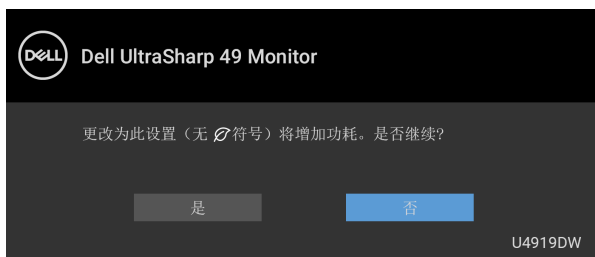 DELL
Dell UltraSharp 49 Monitor
更改为此设置（无 符号）将增加功耗。是否继续?
是
否
U4919DW